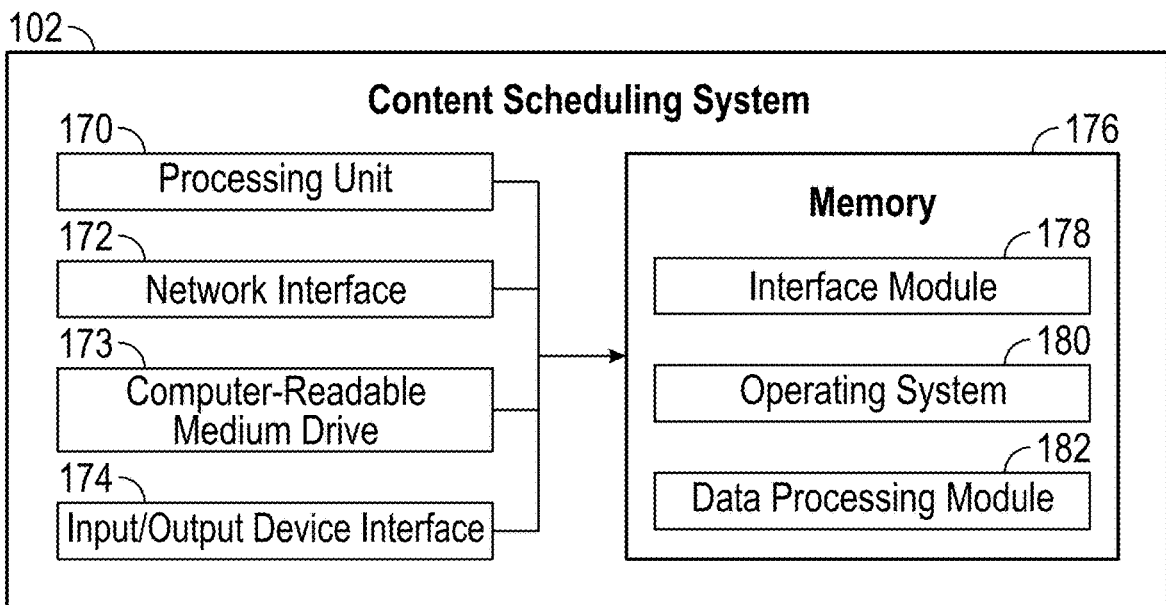 102
Content Scheduling System
170
Processing Unit
172
Network Interface
173
Computer-Readable
Medium Drive
174
Input/Output Device Interface
176
Memory
178
Interface Module
180
Operating System
182
Data Processing Module